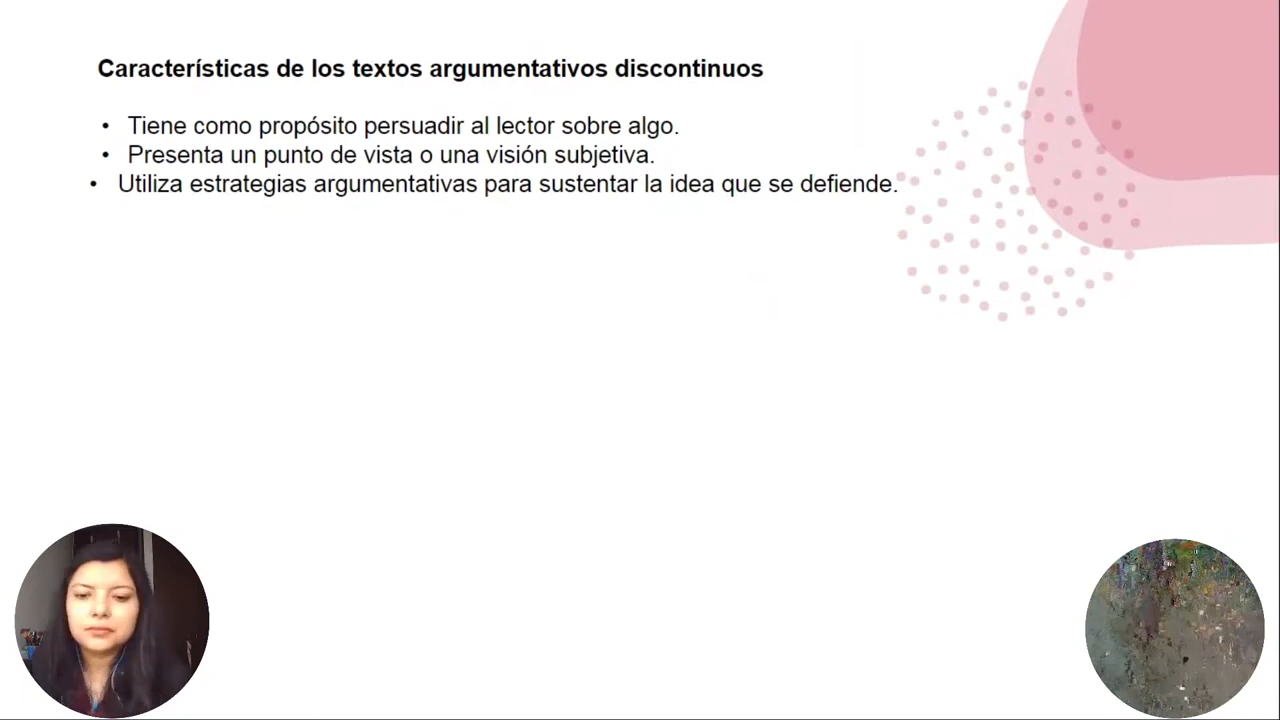 Características de los textos argumentativos discontinuos
• Tiene como propósito persuadir al lector sobre algo.
• Presenta un punto de vista o una visión subjetiva.
• Utiliza estrategias argumentativas para sustentar la idea que se defiende.